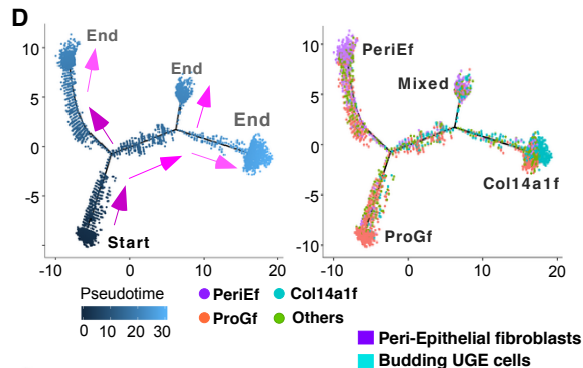 D
End
End
End
Start
10
5
0
-5
-10
0
10
20
Pseudotime
0 10 20 30
PeriEf
Mixed
Col14a1f
ProGf
10
5
0
-5
-10
-10
0
10
20
PeriEf
Col14a1f
ProGf
Others
Peri-Epithelial fibroblasts
Budding UGE cells